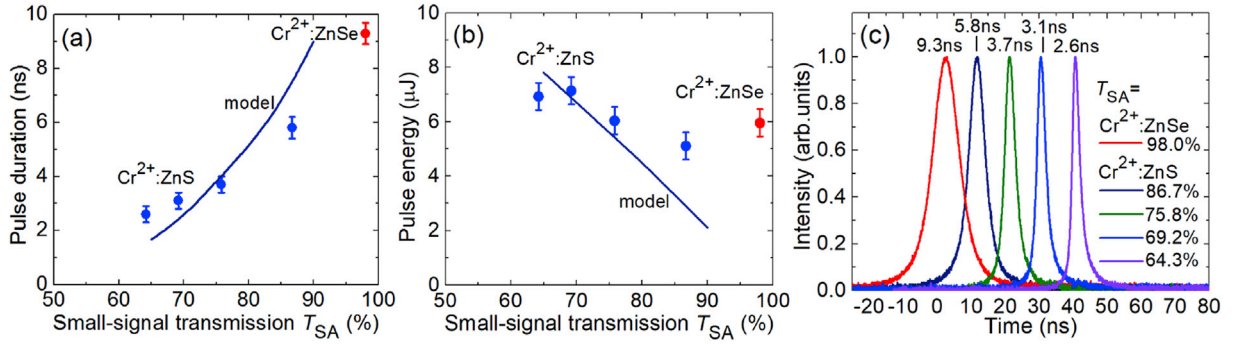 (a)
Cr2+:ZnSe
model
Cr2+:ZnS
Pulse duration (ns)
10
8
6
4
2
0
50 60 70 80 90 100
Small-signal transmission TSA (%)
(b)
Cr2+:ZnS
Cr2+:ZnSe
model
Pulse energy (μJ)
10
8
6
4
2
0
50 60 70 80 90 100
Small-signal transmission TSA (%)
(c)
5.8ns 3.1ns
9.3ns 3.7ns 2.6ns
TSA=
Cr2+:ZnSe
98.0%
Cr2+:ZnS
86.7%
75.8%
69.2%
64.3%
Intensity (arb.units)
1.0
0.8
0.6
0.4
0.2
0.0
-20 -10 0 10 20 30 40 50 60 70 80
Time (ns)